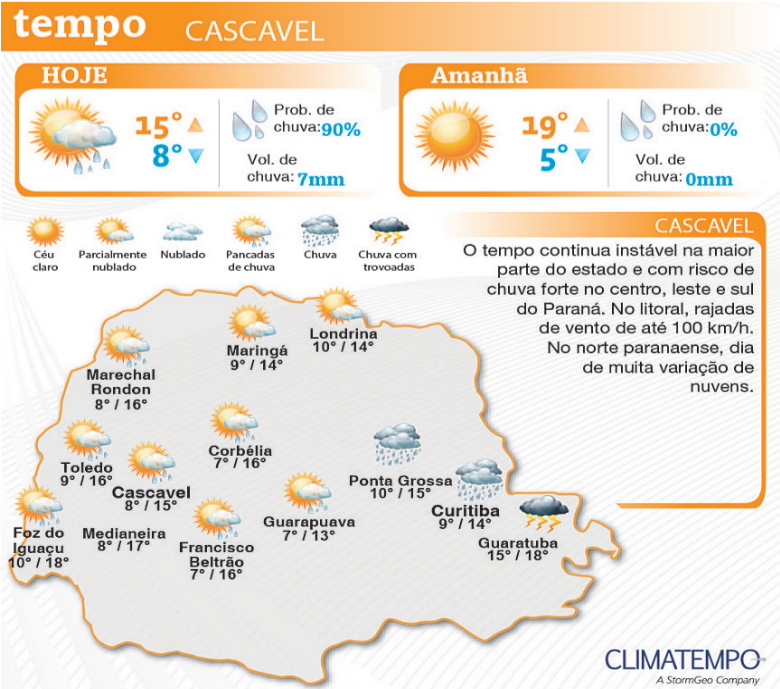 tempo CASCAVEL
HOJE
15°
8°
Prob. de
chuva:90%
Vol. de
chuva: 7mm
Amanhã
19°
5°
Prob. de
chuva:0%
Vol. de
chuva: 0mm
Céu
claro
Parcialmente
nublado
Nublado
Pancadas
de chuva
Chuva
Chuva com
trovoadas
CASCAVEL
O tempo continua instável na maior
parte do estado e com risco de
chuva forte no centro, leste e sul
do Paraná. No litoral, rajadas
de vento de até 100 km/h.
No norte paranaense, dia
de muita variação de
nuvens.
Londrina
10° / 14°
Maringá
9° / 14°
Marechal
Rondon
8° / 16°
Corbélia
7° / 16°
Toledo
9° / 16°
Cascavel
8° / 15°
Ponta Grossa
10° / 15°
Curitiba
9° / 14°
Guarapuava
7° / 13°
Foz do
Iguaçu
10° / 18°
Medianeira
8° / 17°
Francisco
Beltrão
7° / 16°
Guaratuba
15° / 18°
CLIMATEMPO
A StormGeo Company